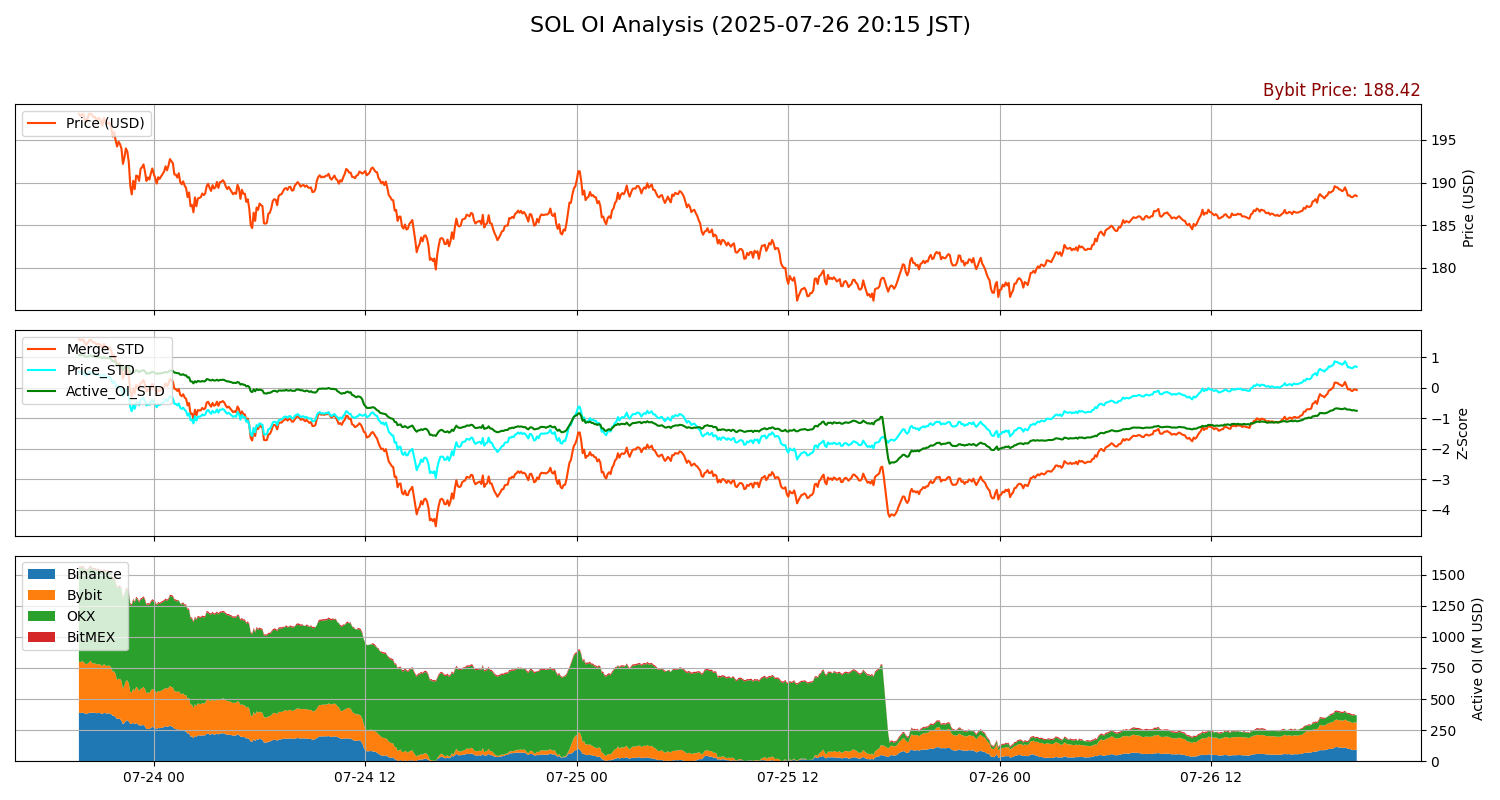 SOL OI Analysis (2025-07-26 20:15 JST)
Bybit Price: 188.42
Price (USD)
195
190
185
180
Price (USD)
Merge_STD
Price_STD
Active_OI_STD
1
0
−1
−2
−3
−4
Z-Score
Binance
Bybit
OKX
BitMEX
1500
1250
1000
750
500
250
0
Active OI (M USD)
07-24 00
07-24 12
07-25 00
07-25 12
07-26 00
07-26 12